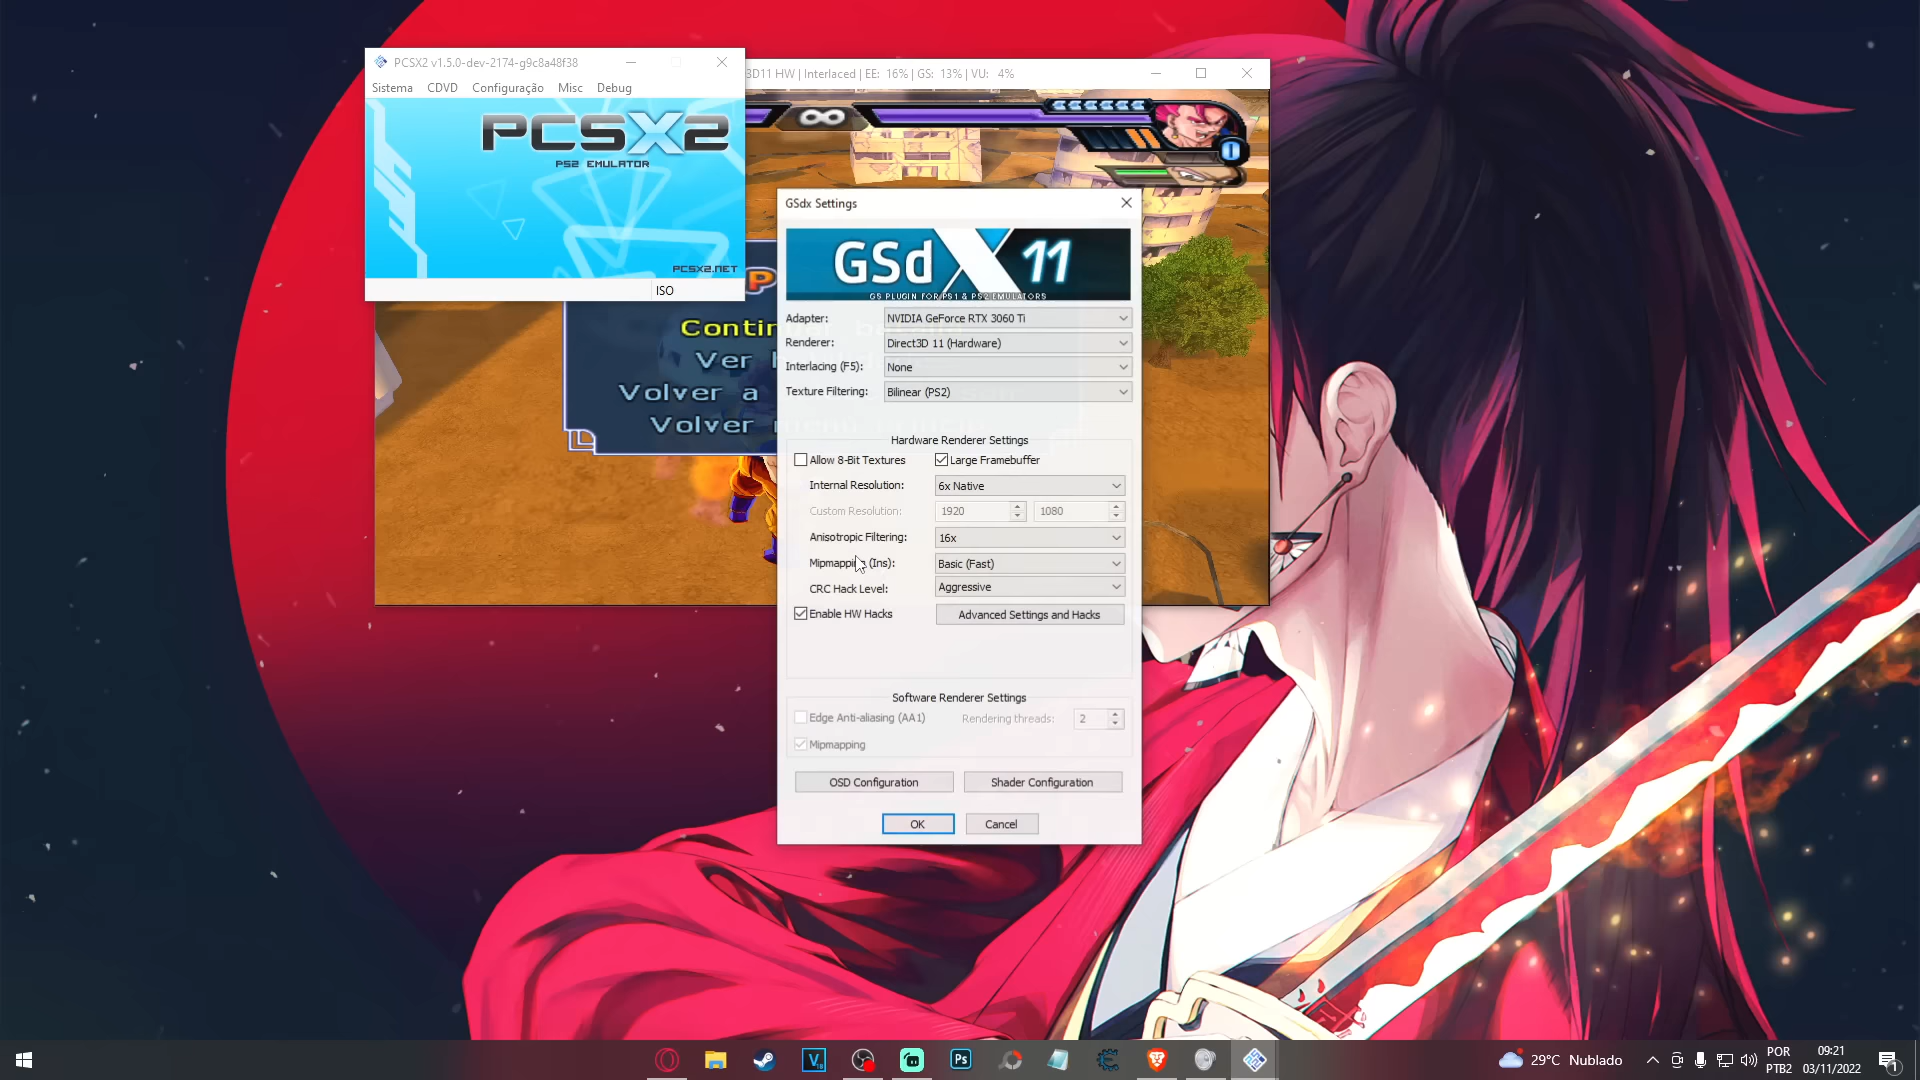 PCSX2 v1.5.0-dev-2174-g9c8a48f38
3D11 HW | Interlaced | EE: 16% | GS: 13% | VU: 4%
Sistema CDVD Configuração Misc Debug
PCSX2
PS2 EMULATOR
PCSX2.NET
ISO
P
Continuar
Ver
Volver a
Volver menú
GSdx Settings
GSdX 11
GS PLUGIN FOR PS1 & PS2 EMULATORS
Adapter: NVIDIA GeForce RTX 3060 Ti
Renderer: Direct3D 11 (Hardware)
Interlacing (F5): None
Texture Filtering: Bilinear (PS2)
Hardware Renderer Settings
Allow 8-Bit Textures Large Framebuffer
Internal Resolution: 6x Native
Custom Resolution: 1920 1080
Anisotropic Filtering: 16x
Mipmapping (Ins): Basic (Fast)
CRC Hack Level: Aggressive
Enable HW Hacks Advanced Settings and Hacks
Software Renderer Settings
Edge Anti-aliasing (AA1) Rendering threads: 2
Mipmapping
OSD Configuration Shader Configuration
OK Cancel
V
18
Ps
29°C Nublado
POR
PTB2
09:21
03/11/2022
1